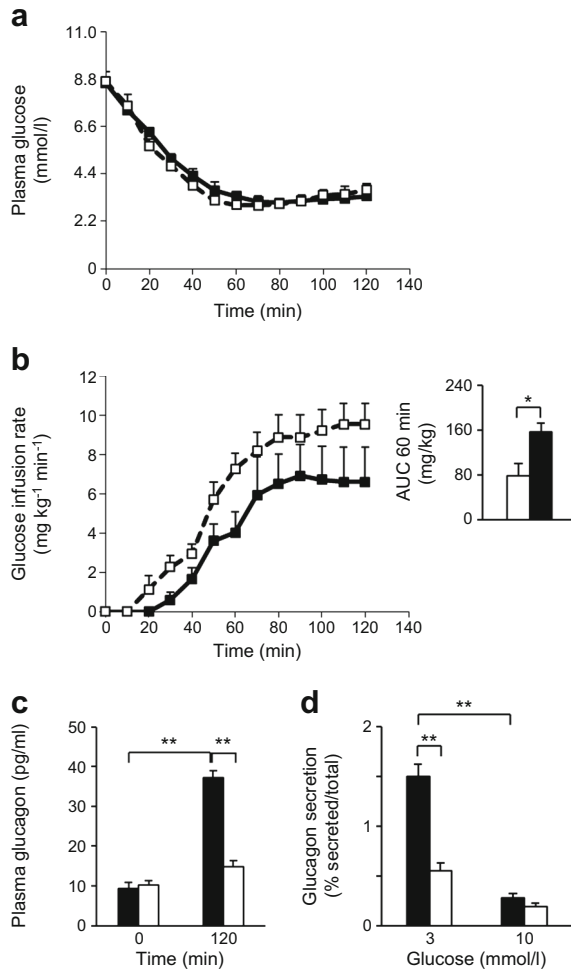 a
Plasma glucose
(mmol/l)
11.0
8.8
6.6
4.4
2.2
0
0 20 40 60 80 100 120 140
Time (min)
b
Glucose infusion rate
(mg kg-1 min-1)
12
10
8
6
4
2
0
0 20 40 60 80 100 120 140
Time (min)
AUC 60 min
(mg/kg)
240
160
80
0
*
c
Plasma glucagon (pg/ml)
50
40
30
20
10
0
** **
0 120
Time (min)
d
Glucagon secretion
(% secreted/total)
2
1
0
**
**
3 10
Glucose (mmol/l)